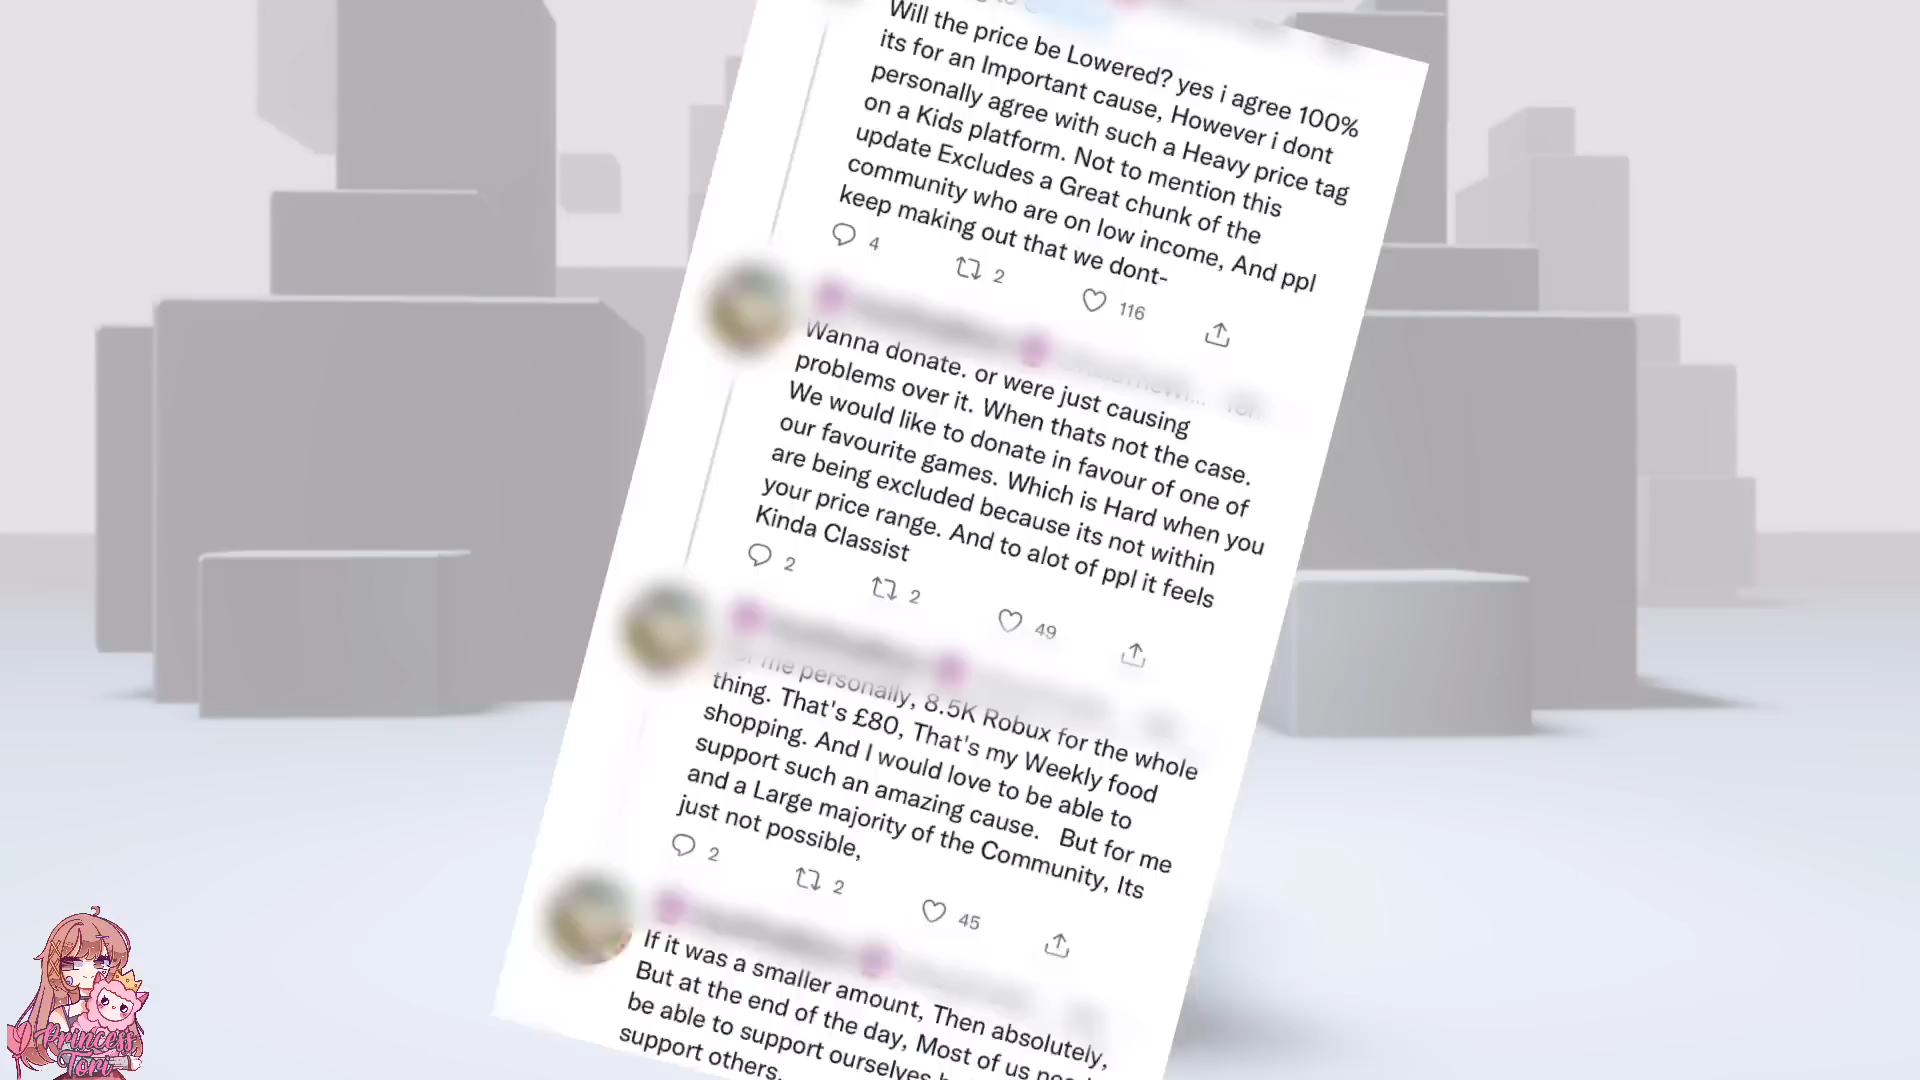 Will the price be Lowered? yes i agree 100%
its for an Important cause, However i dont
personally agree with such a Heavy price tag
on a Kids platform. Not to mention this
update Excludes a Great chunk of the
community who are on low income, And ppl
keep making out that we dont-
4 2 116
Wanna donate. or were just causing
problems over it. When thats not the case.
We would like to donate in favour of one of
our favourite games. Which is Hard when you
are being excluded because its not within
your price range. And to alot of ppl it feels
Kinda Classist
2 2 49
me personally, 8.5K Robux for the whole
thing. That's £80, That's my Weekly food
shopping. And I would love to be able to
support such an amazing cause. But for me
and a Large majority of the Community, Its
just not possible,
2 2 45
If it was a smaller amount, Then absolutely,
But at the end of the day, Most of us
be able to support ourselves
support others.
Princess
Tori